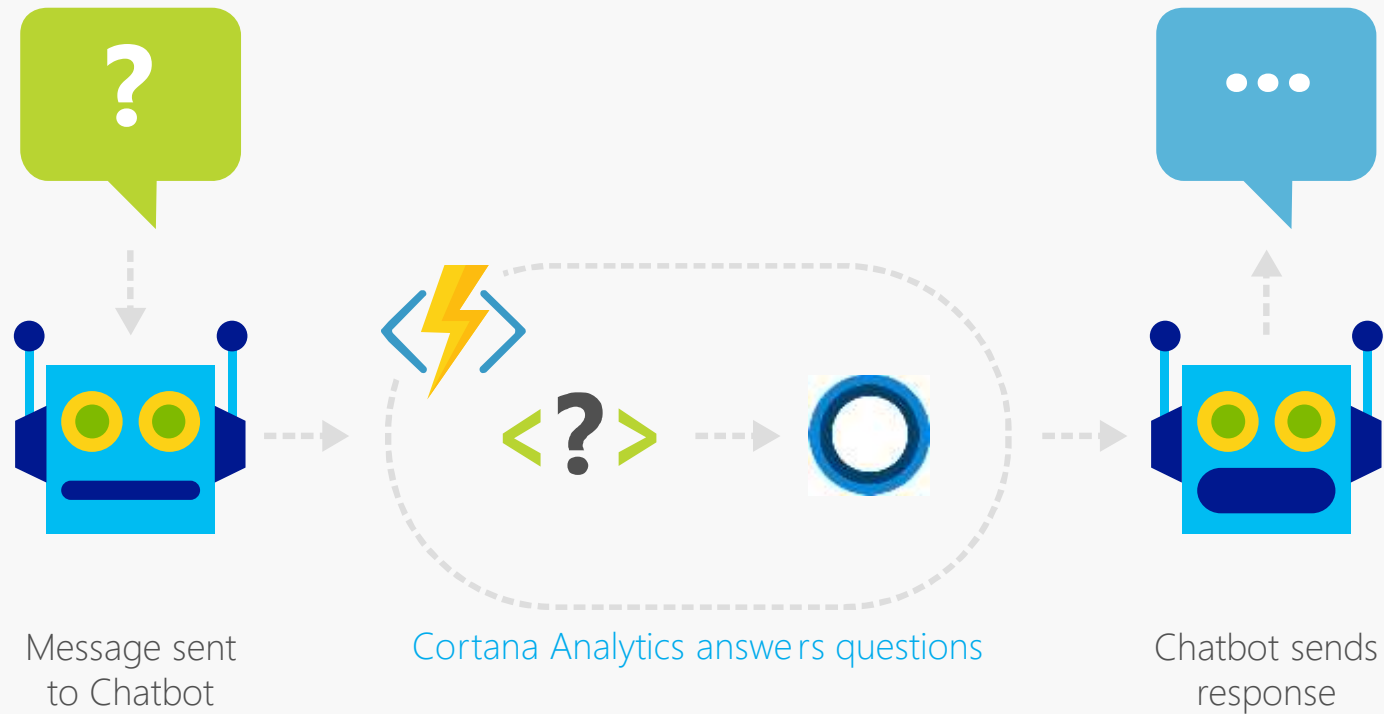 ?
...
<?>
Message sent
to Chatbot
Cortana Analytics answers questions
Chatbot sends
response